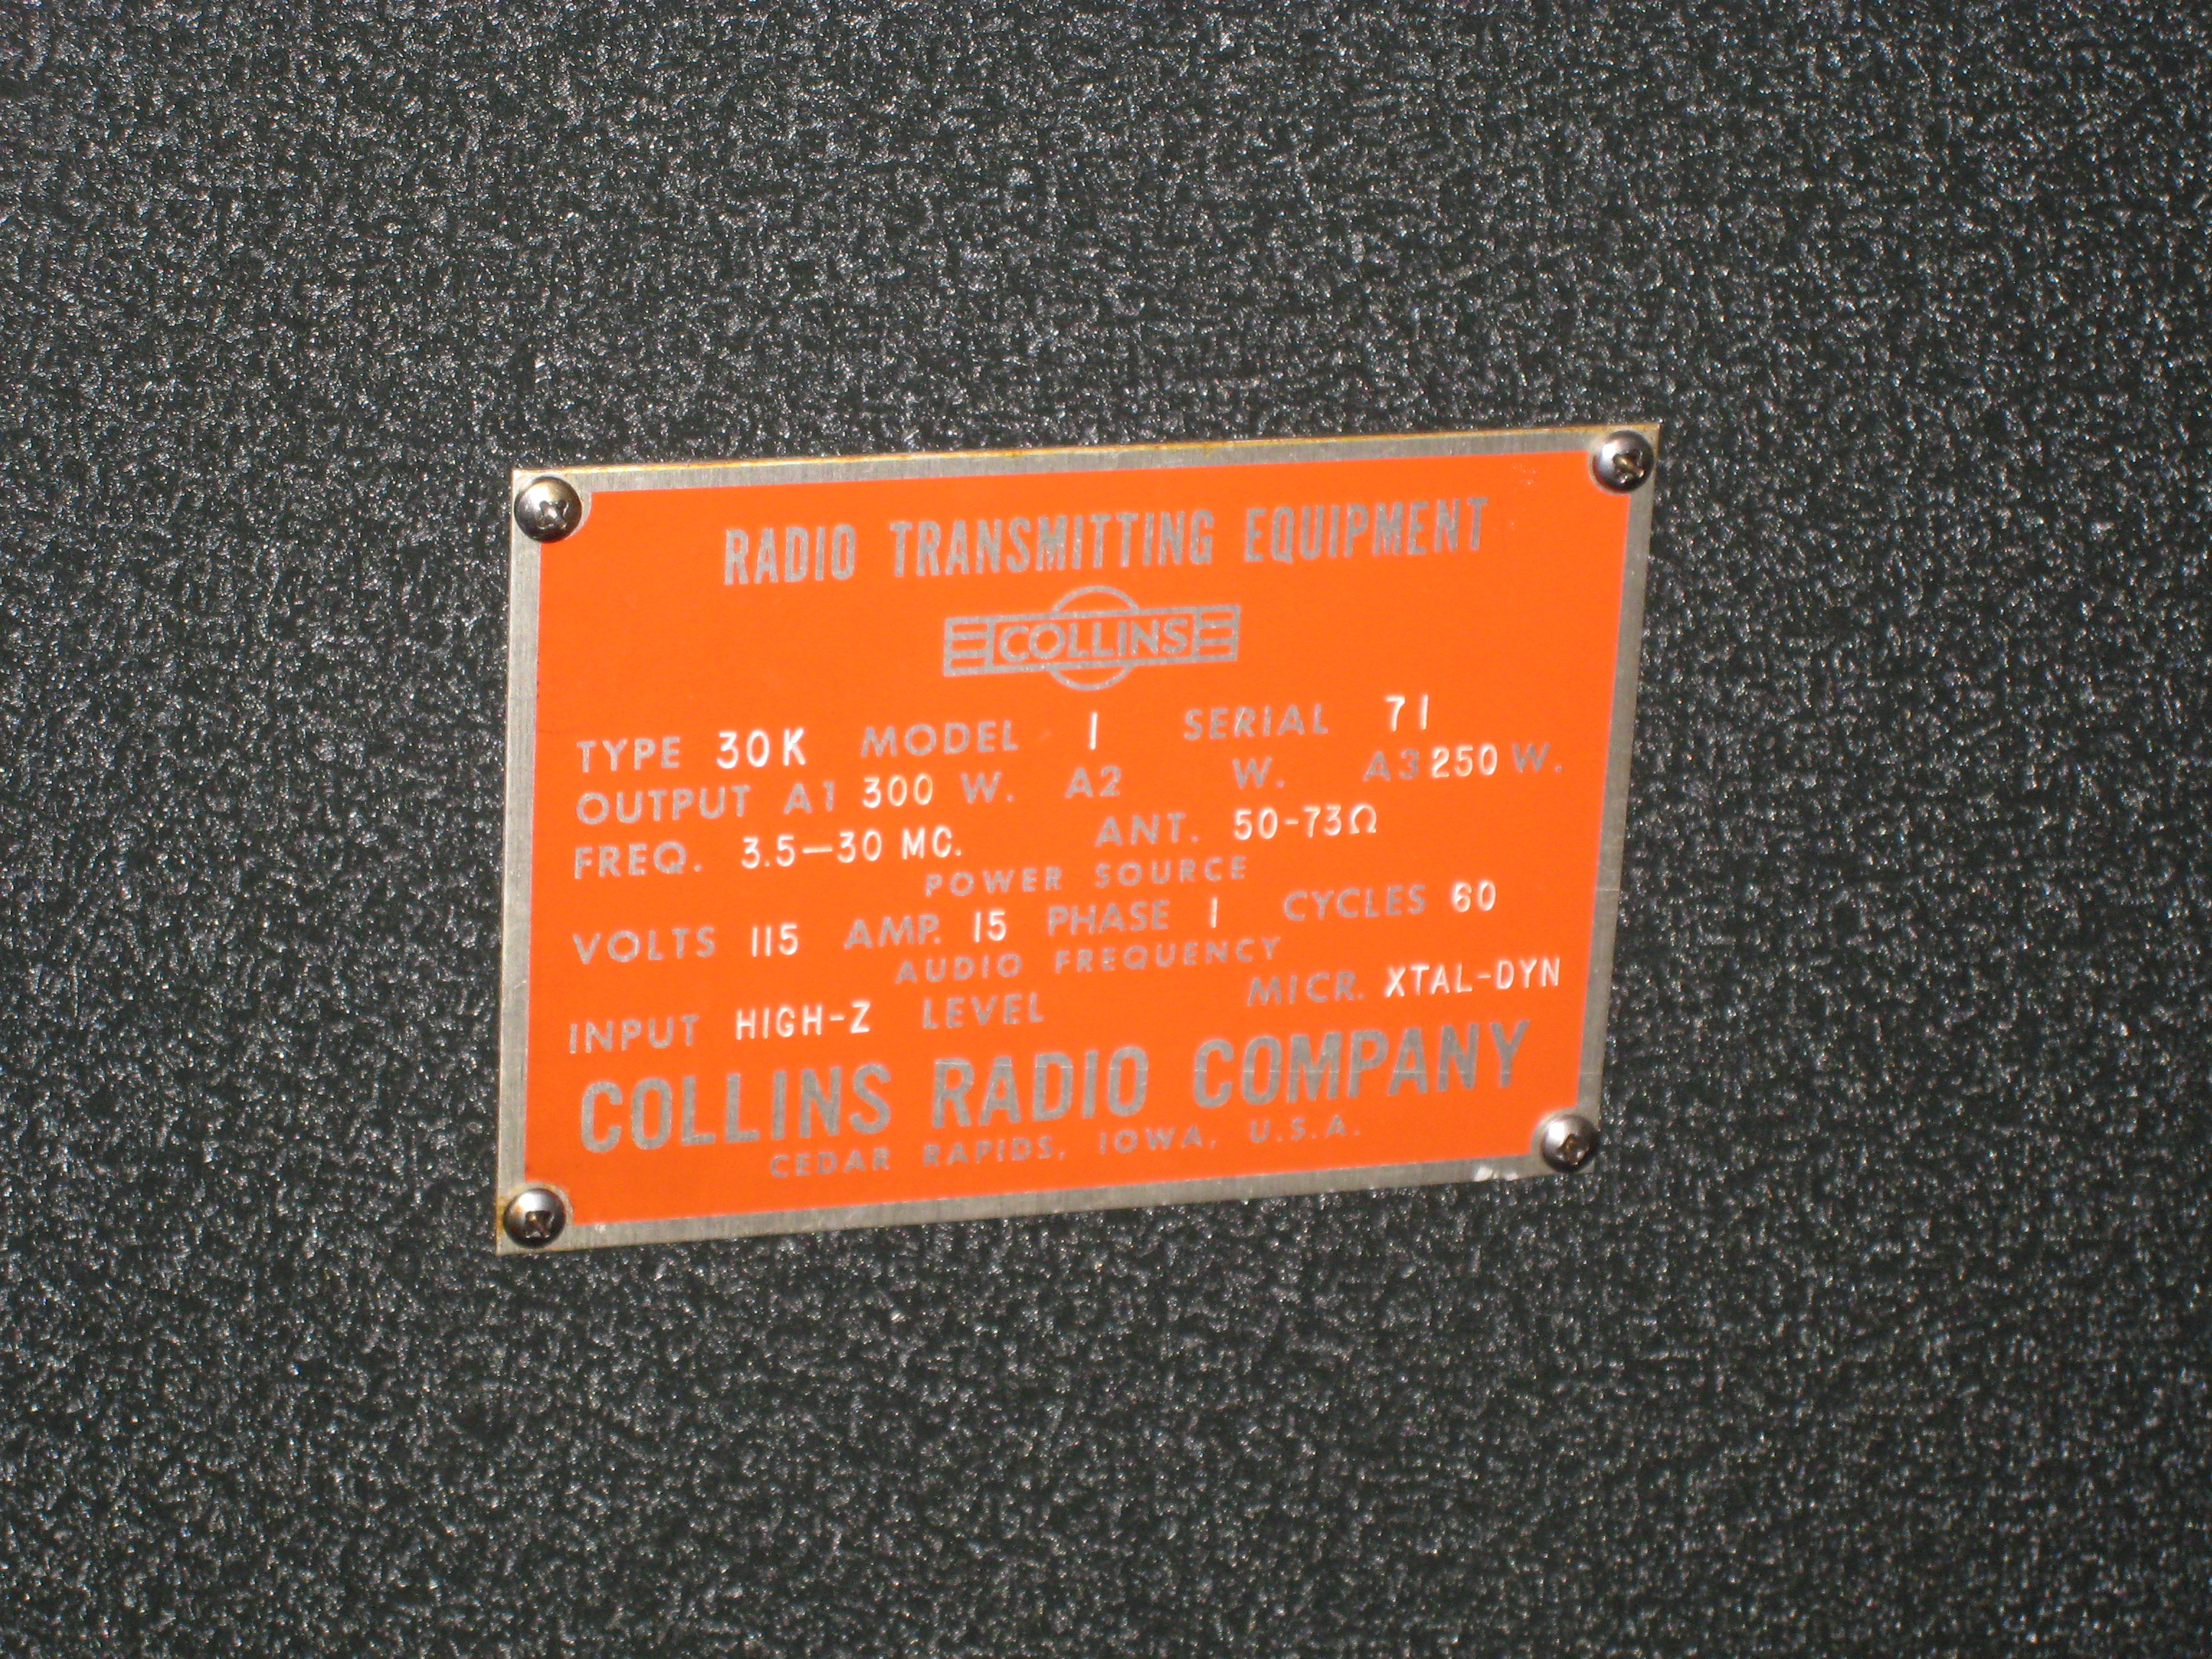 RADIO TRANSMITTING EQUIPMENT
COLLINS
TYPE 30K MODEL 1 SERIAL 71
OUTPUT A1 300 W. A2 W. A3 250 W.
FREQ. 3.5-30 MC. ANT. 50-73Ω
POWER SOURCE
VOLTS 115 AMP. 15 PHASE 1 CYCLES 60
AUDIO FREQUENCY
INPUT HIGH-Z LEVEL MICR. XTAL-DYN
COLLINS RADIO COMPANY
CEDAR RAPIDS, IOWA, U.S.A.